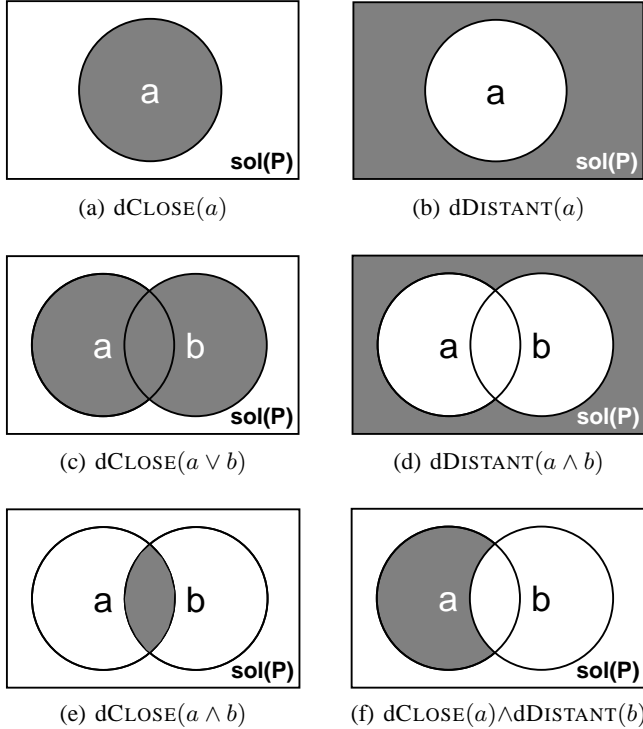 a
sol(P)
(a) dCLOSE(a)
a
sol(P)
(b) dDISTANT(a)
a b
sol(P)
(c) dCLOSE(a ∨ b)
a b
sol(P)
(d) dDISTANT(a ∧ b)
a b
sol(P)
(e) dCLOSE(a ∧ b)
a b
sol(P)
(f) dCLOSE(a)∧dDISTANT(b)